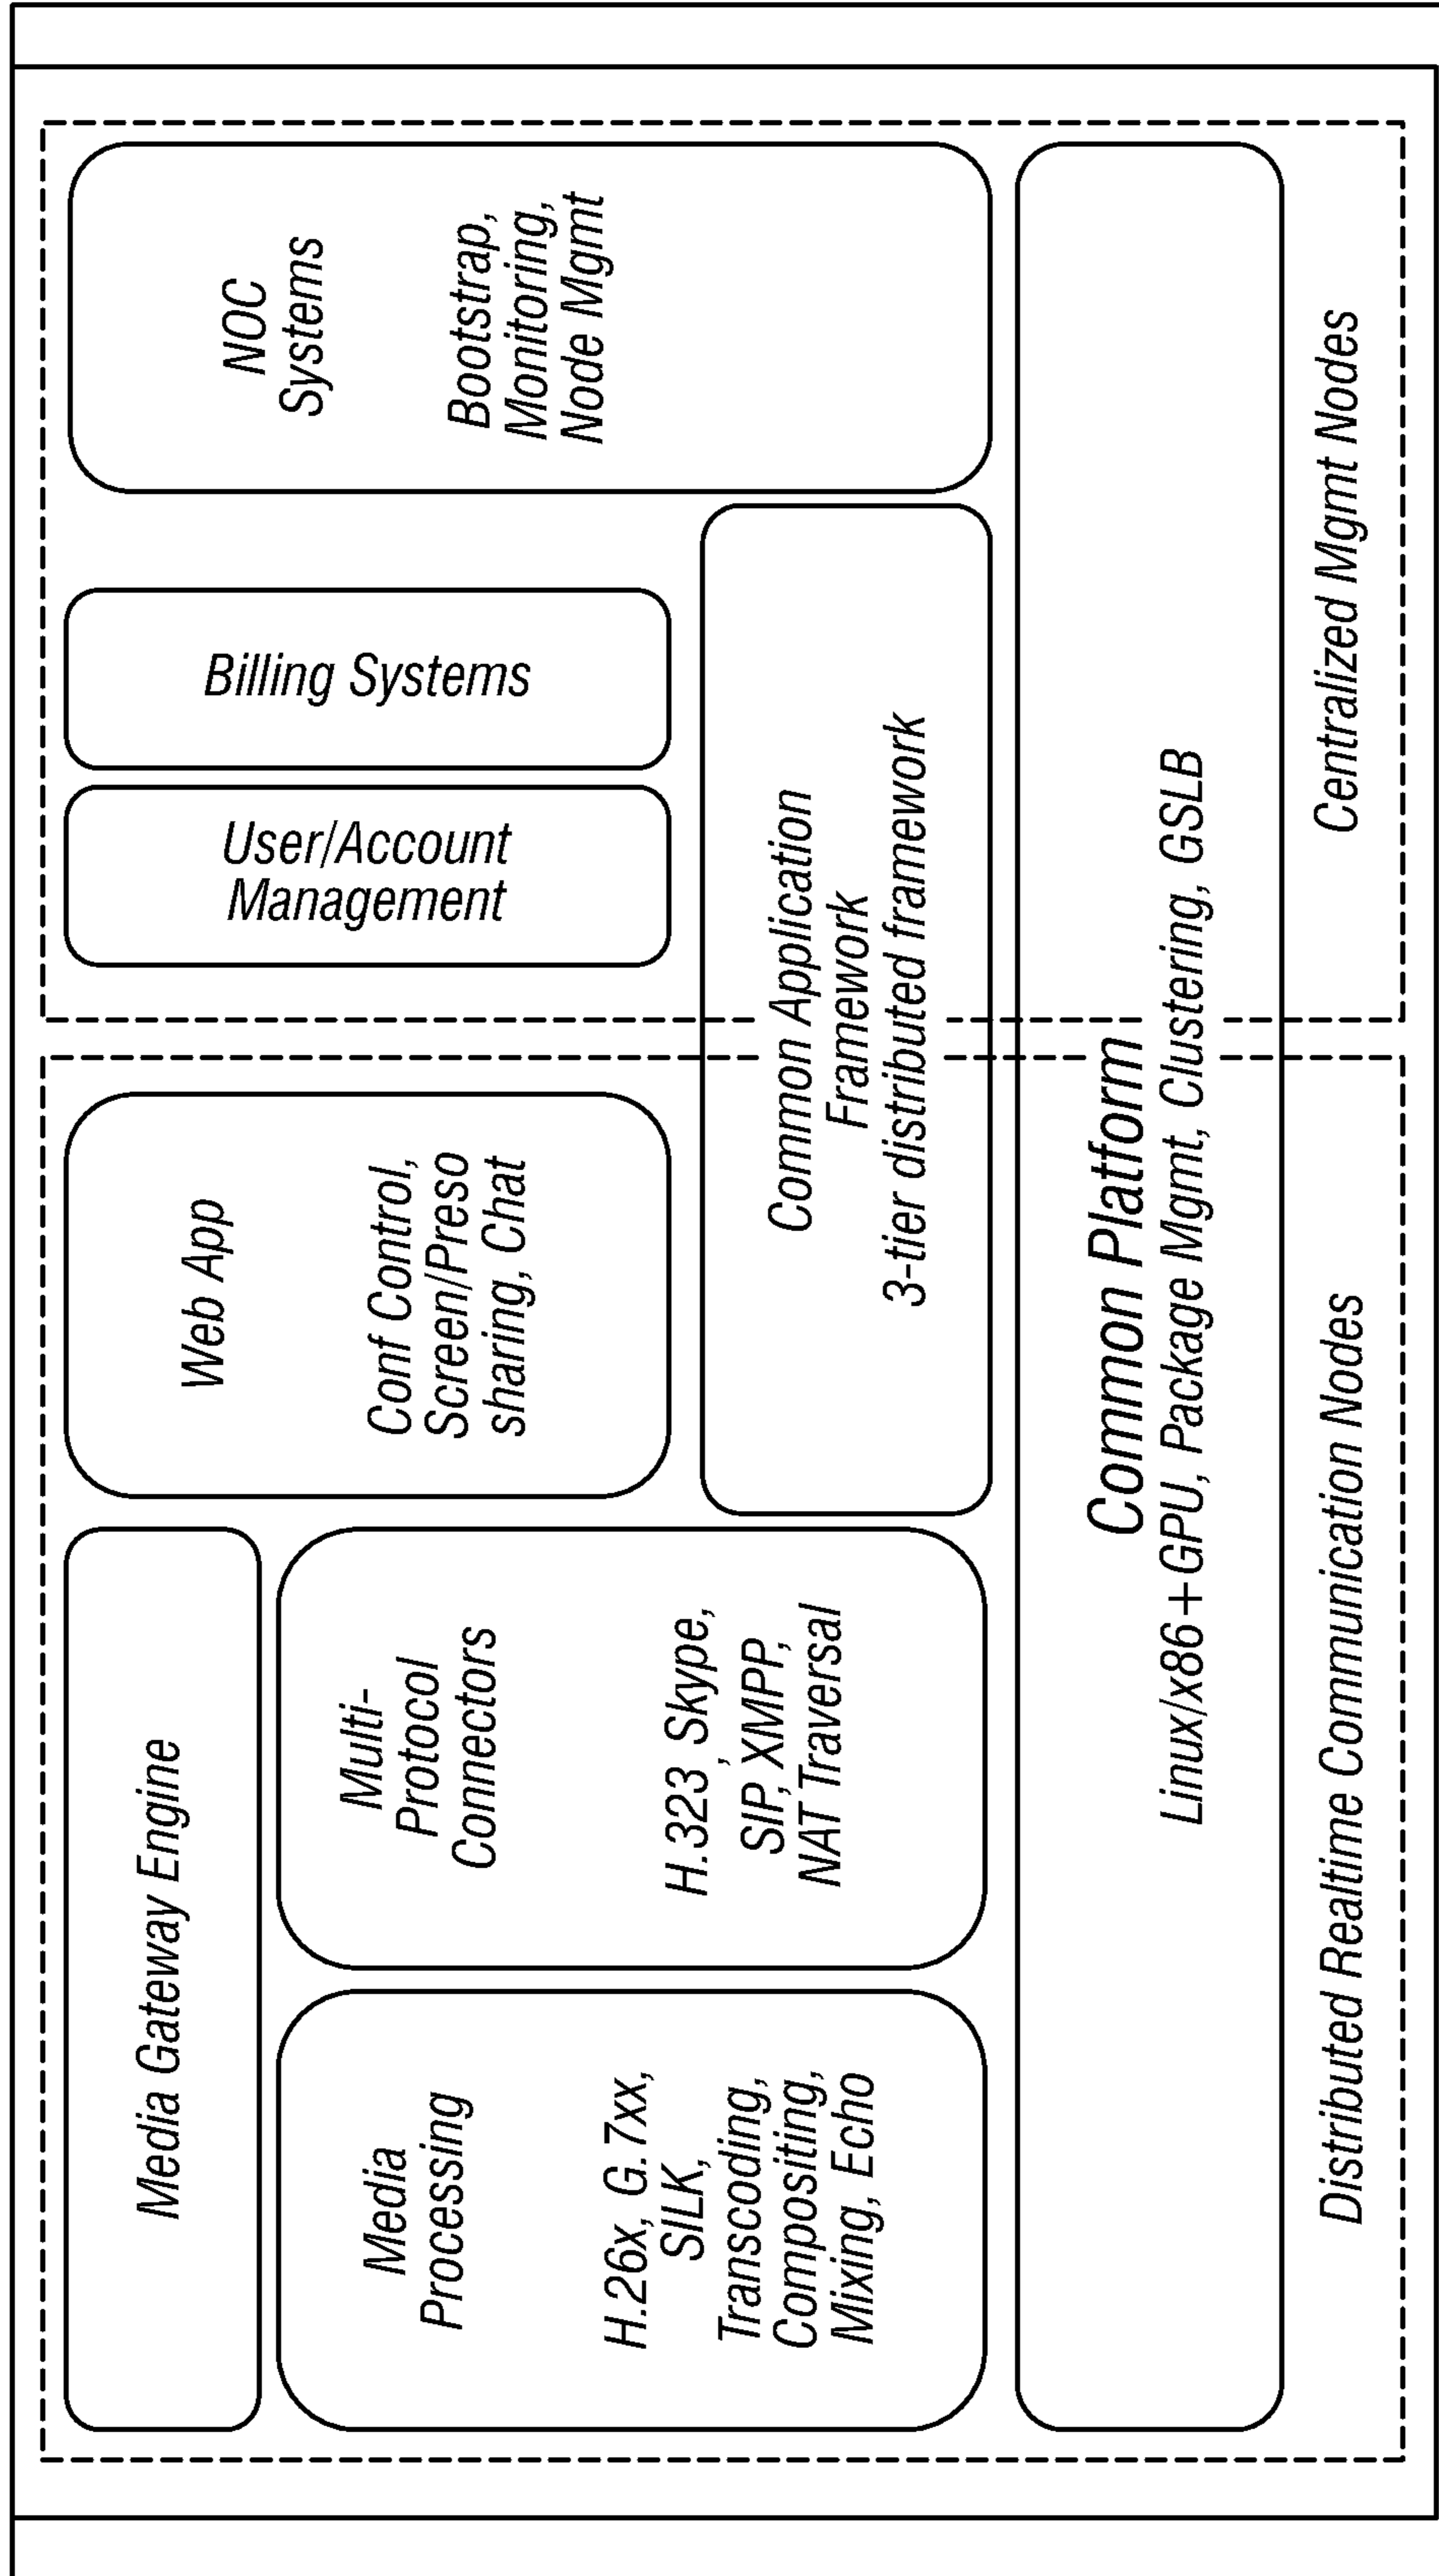 Media Gateway Engine
Media
Processing
H.26x, G.7xx,
SILK,
Transcoding,
Compositing,
Mixing, Echo
Multi-
Protocol
Connectors
H.323, Skype,
SIP, XMPP,
NAT Traversal
Web App
Conf Control,
Screen/Preso
sharing, Chat
User/Account
Management
Billing Systems
NOC
Systems
Bootstrap,
Monitoring,
Node Mgmt
Common Application
Framework
3-tier distributed framework
Common Platform
Linux/x86+GPU, Package Mgmt, Clustering, GSLB
Distributed Realtime Communication Nodes
Centralized Mgmt Nodes